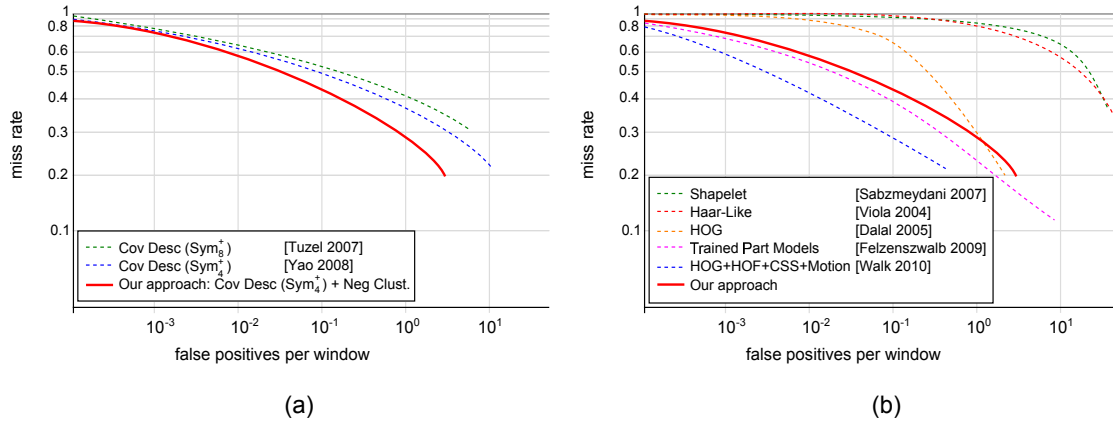 1
0.8
0.6
0.5
0.4
0.3
0.2
0.1
miss rate
Cov Desc (Sym₈⁺) [Tuzel 2007]
Cov Desc (Sym₄⁺) [Yao 2008]
Our approach: Cov Desc (Sym₄⁺) + Neg Clust.
10⁻³ 10⁻² 10⁻¹ 10⁰ 10¹
false positives per window
(a)
1
0.8
0.6
0.5
0.4
0.3
0.2
0.1
miss rate
Shapelet [Sabzmeydani 2007]
Haar-Like [Viola 2004]
HOG [Dalal 2005]
Trained Part Models [Felzenszwalb 2009]
HOG+HOF+CSS+Motion [Walk 2010]
Our approach
10⁻³ 10⁻² 10⁻¹ 10⁰ 10¹
false positives per window
(b)